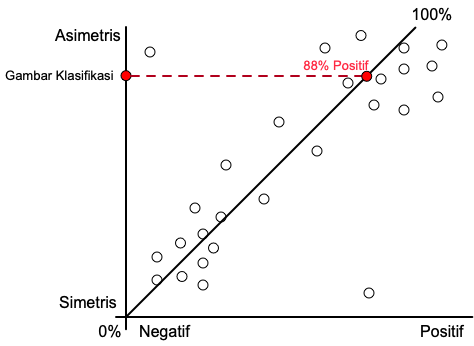 100%
Asimetris
88% Positif
Gambar Klasifikasi
Simetris
0% Negatif Positif